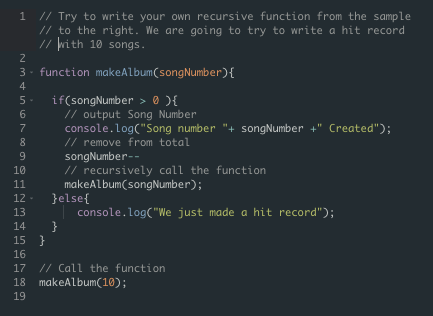 1 // Try to write your own recursive function from the sample
// to the right. We are going to try to write a hit record
// with 10 songs.
2
3 function makeAlbum(songNumber){
4
5 if(songNumber > 0 ){
6 // output Song Number
7 console.log("Song number "+ songNumber +" Created");
8 // remove from total
9 songNumber--
10 // recursively call the function
11 makeAlbum(songNumber);
12 }else{
13 console.log("We just made a hit record");
14 }
15 }
16
17 // Call the function
18 makeAlbum(10);
19